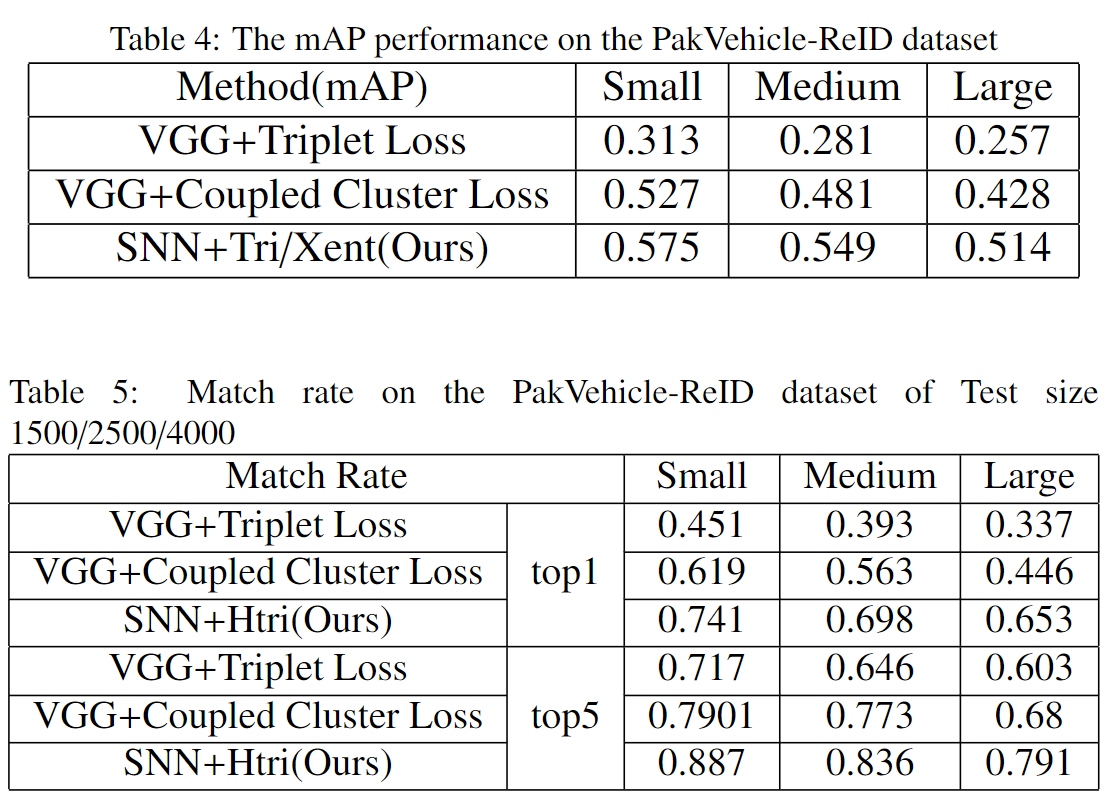 Table 4: The mAP performance on the PakVehicle-ReID dataset
Method(mAP) Small Medium Large
VGG+Triplet Loss 0.313 0.281 0.257
VGG+Coupled Cluster Loss 0.527 0.481 0.428
SNN+Tri/Xent(Ours) 0.575 0.549 0.514
Table 5: Match rate on the PakVehicle-ReID dataset of Test size
1500/2500/4000
Match Rate Small Medium Large
VGG+Triplet Loss 0.451 0.393 0.337
VGG+Coupled Cluster Loss top1 0.619 0.563 0.446
SNN+Htri(Ours) 0.741 0.698 0.653
VGG+Triplet Loss 0.717 0.646 0.603
VGG+Coupled Cluster Loss top5 0.7901 0.773 0.68
SNN+Htri(Ours) 0.887 0.836 0.791